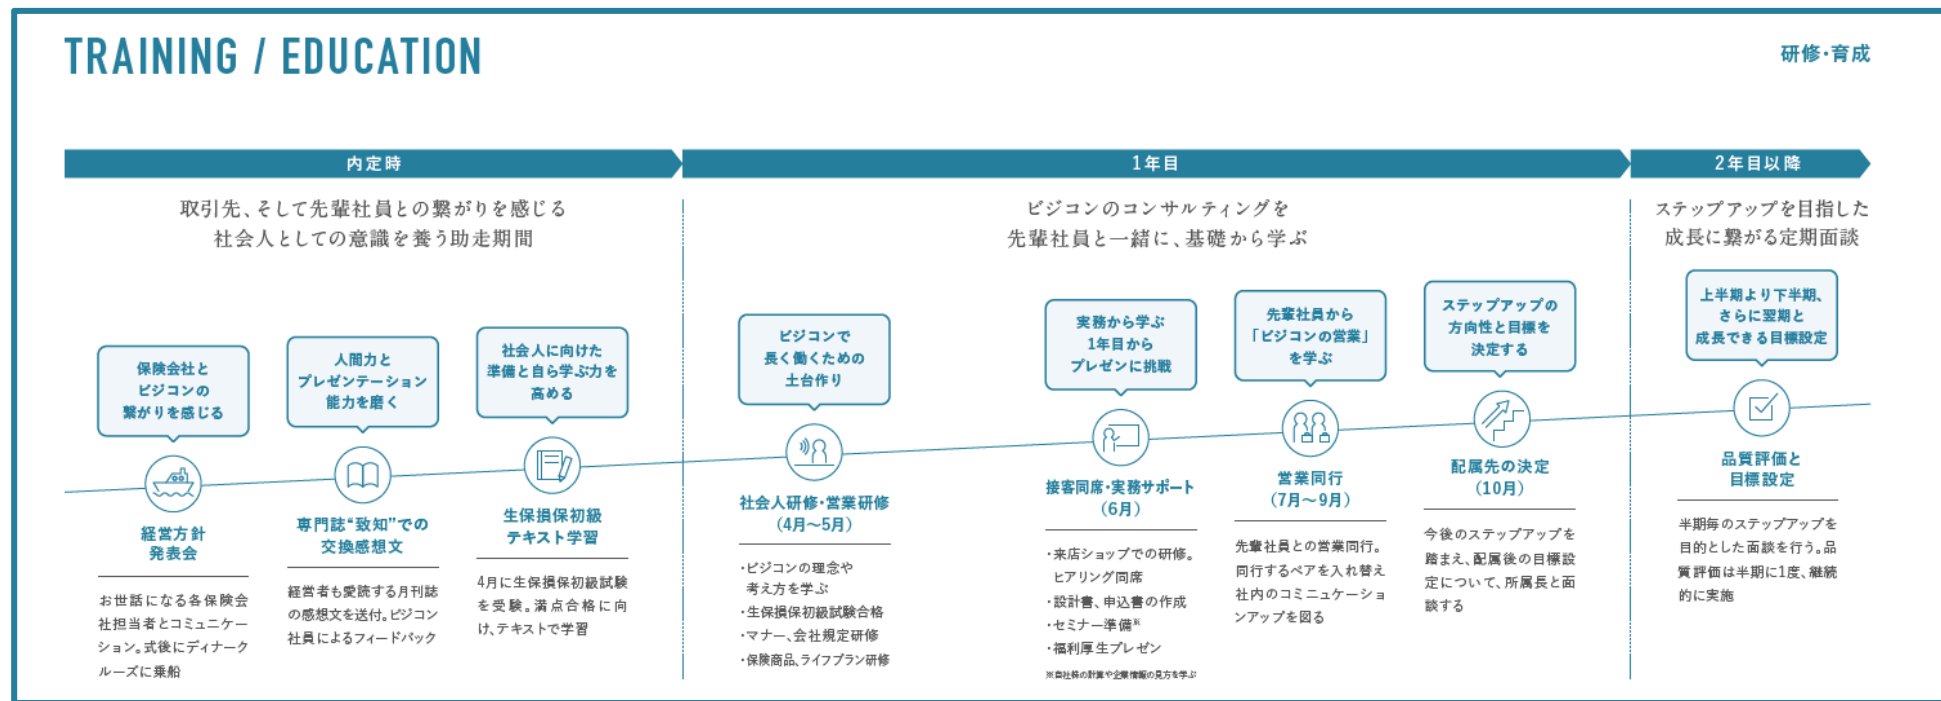 TRAINING / EDUCATION
研修・育成
内定時
取引先、そして先輩社員との繋がりを感じる
社会人としての意識を養う助走期間
保険会社と
ビジコンの
繋がりを感じる
経営方針
発表会
お世話になる各保険会
社担当者とコミュニケー
ション。式後にディナーク
ルーズに乗船
人間力と
プレゼンテーション
能力を磨く
専門誌“致知”での
交換感想文
経営者も愛読する月刊誌
の感想文を送付。ビジコン
社員によるフィードバック
社会人に向けた
準備と自ら学ぶ力を
高める
生保損保初級
テキスト学習
4月に生保損保初級試験
を受験。満点合格に向
け、テキストで学習
1年目
ビジコンのコンサルティングを
先輩社員と一緒に、基礎から学ぶ
ビジコンで
長く働くための
土台作り
社会人研修・営業研修
（4月～5月）
・ビジコンの理念や
考え方を学ぶ
・生保損保初級試験合格
・マナー、会社規定研修
・保険商品、ライフプラン研修
実務から学ぶ
1年目から
プレゼンに挑戦
接客同席・実務サポート
（6月）
・来店ショップでの研修。
ヒアリング同席
・設計書、申込書の作成
・セミナー準備※
・福利厚生プレゼン
※自社株の計算や企業情報の見方を学ぶ
先輩社員から
「ビジコンの営業」
を学ぶ
営業同行
（7月～9月）
先輩社員との営業同行。
同行するペアを入れ替え
社内のコミニュケーショ
ンアップを図る
ステップアップの
方向性と目標を
決定する
配属先の決定
（10月）
今後のステップアップを
踏まえ、配属後の目標設
定について、所属長と面
談する
2年目以降
ステップアップを目指した
成長に繋がる定期面談
上半期より下半期、
さらに翌期と
成長できる目標設定
品質評価と
目標設定
半期毎のステップアップを
目的とした面談を行う。品
質評価は半期に1度、継続
的に実施